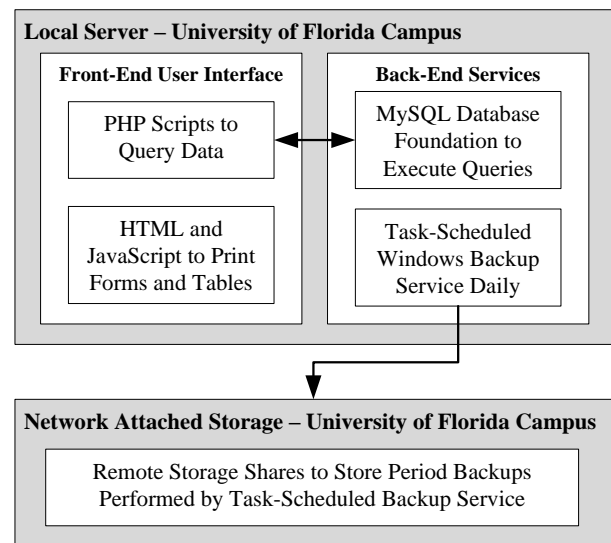 Local Server – University of Florida Campus
Front-End User Interface
PHP Scripts to
Query Data
HTML and
JavaScript to Print
Forms and Tables
Back-End Services
MySQL Database
Foundation to
Execute Queries
Task-Scheduled
Windows Backup
Service Daily
Network Attached Storage – University of Florida Campus
Remote Storage Shares to Store Period Backups
Performed by Task-Scheduled Backup Service